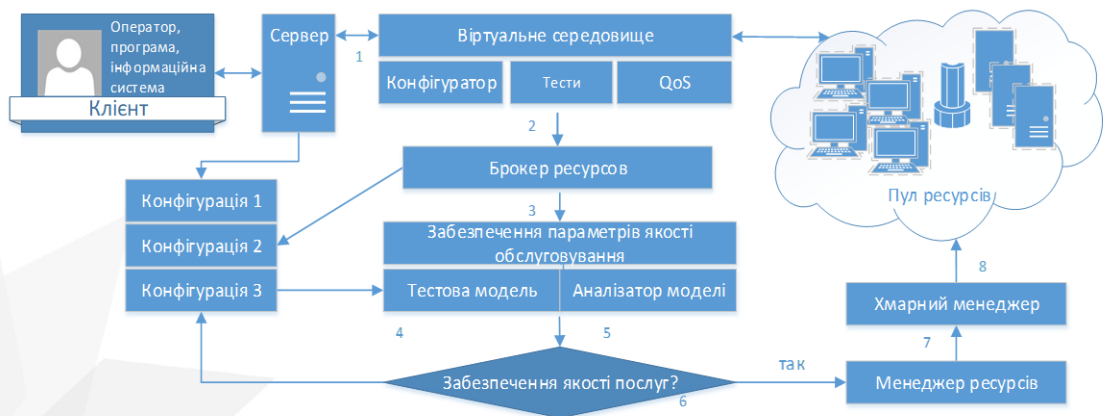 Оператор,
програма,
інформаційна
система
Клієнт
Сервер
1
Віртуальне середовище
Конфігуратор
Тести
QoS
2
Брокер ресурсов
3
Конфігурація 1
Конфігурація 2
Конфігурація 3
Забезпечення параметрів якості
обслуговування
Тестова модель
Аналізатор моделі
4
5
Забезпечення якості послуг?
6
так
Менеджер ресурсів
7
Хмарний менеджер
8
Пул ресурсів